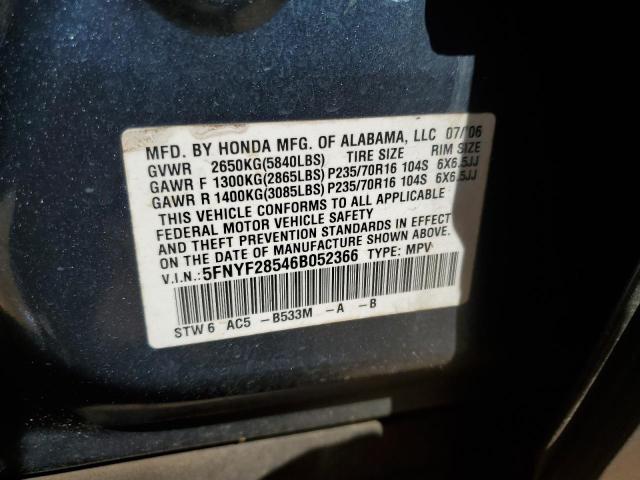 MFD. BY HONDA MFG. OF ALABAMA, LLC 07/06
GVWR 2650KG(5840LBS) TIRE SIZE RIM SIZE
GAWR F 1300KG(2865LBS) P235/70R16 104S 6X6.5JJ
GAWR R 1400KG(3085LBS) P235/70R16 104S 6X6.5JJ
THIS VEHICLE CONFORMS TO ALL APPLICABLE
FEDERAL MOTOR VEHICLE SAFETY
AND THEFT PREVENTION STANDARDS IN EFFECT
ON THE DATE OF MANUFACTURE SHOWN ABOVE.
V.I.N.:5FNYF28546B052366 TYPE: MPV
STW 6 AC5 -B533M -A -B